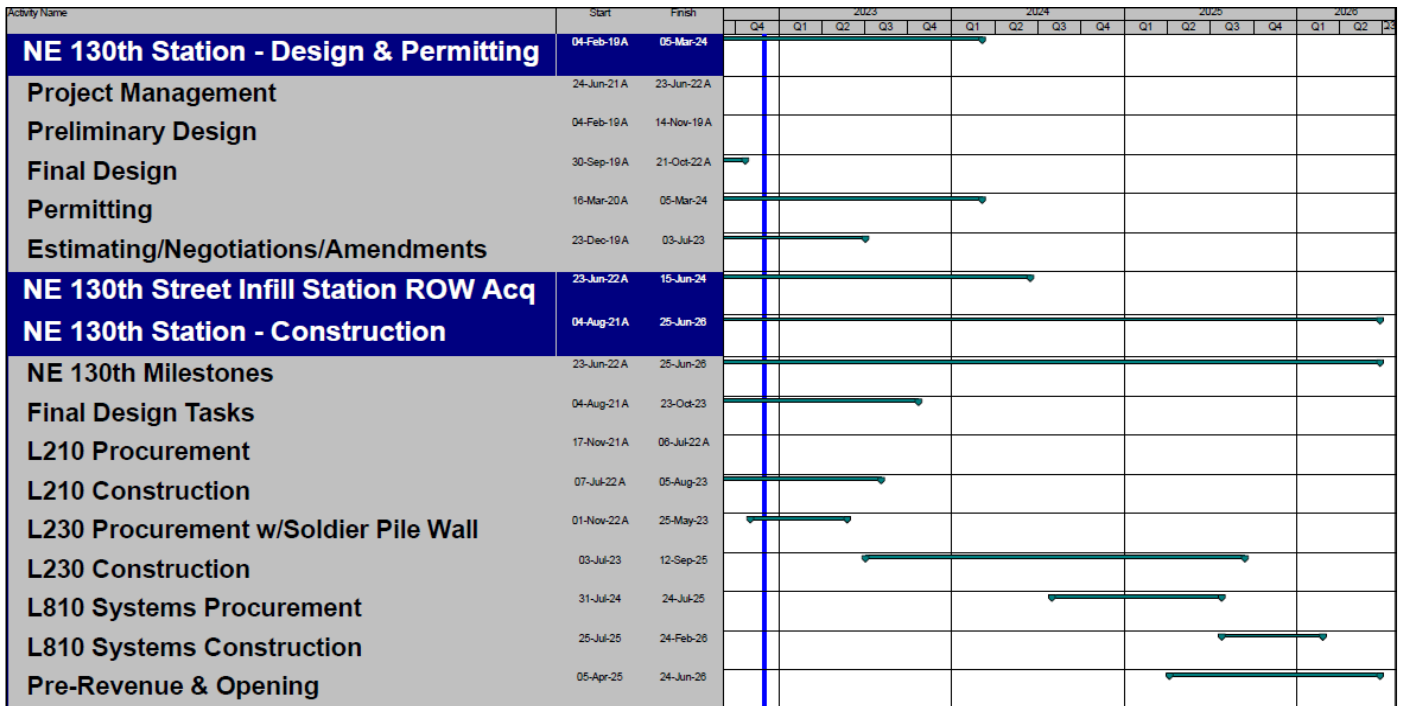 Activity Name Start Finish 2023 2024 2025 2026
Q4 Q1 Q2 Q3 Q4 Q1 Q2 Q3 Q4 Q1 Q2 Q3 Q4 Q1 Q2 Q3
NE 130th Station - Design & Permitting 04-Feb-19 A 05-Mar-24
Project Management 24-Jun-21 A 23-Jun-22 A
Preliminary Design 04-Feb-19 A 14-Nov-19 A
Final Design 30-Sep-19 A 21-Oct-22 A
Permitting 16-Mar-20 A 05-Mar-24
Estimating/Negotiations/Amendments 23-Dec-19 A 03-Jul-23
NE 130th Street Infill Station ROW Acq 23-Jun-22 A 15-Jun-24
NE 130th Station - Construction 04-Aug-21 A 25-Jun-26
NE 130th Milestones 23-Jun-22 A 25-Jun-26
Final Design Tasks 04-Aug-21 A 23-Oct-23
L210 Procurement 17-Nov-21 A 06-Jul-22 A
L210 Construction 07-Jul-22 A 05-Aug-23
L230 Procurement w/Soldier Pile Wall 01-Nov-22 A 25-May-23
L230 Construction 03-Jul-23 12-Sep-25
L810 Systems Procurement 31-Jul-24 24-Jul-25
L810 Systems Construction 25-Jul-25 24-Feb-26
Pre-Revenue & Opening 05-Apr-25 24-Jun-26